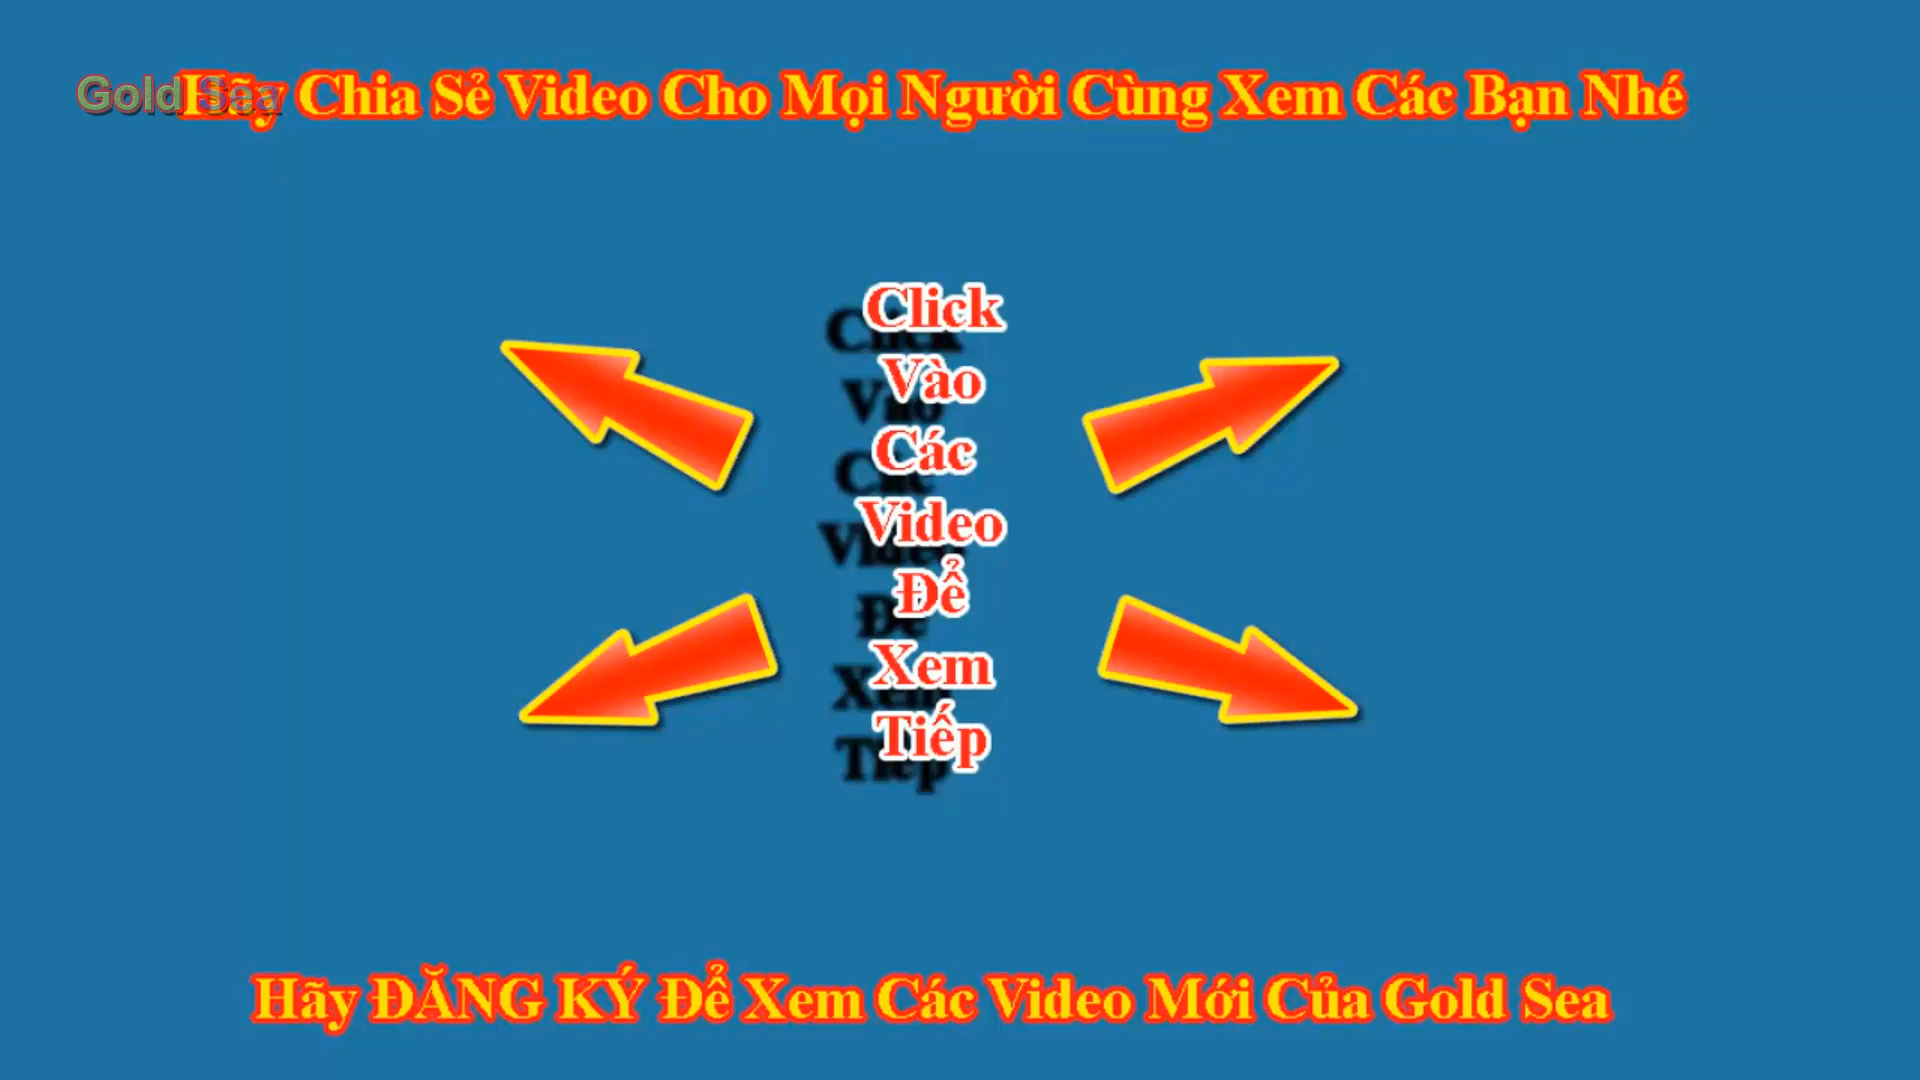 Gold Sea
Hãy Chia Sẻ Video Cho Mọi Người Cùng Xem Các Bạn Nhé
Click
Vào
Các
Video
Để
Xem
Tiếp
Hãy ĐĂNG KÝ Để Xem Các Video Mới Của Gold Sea